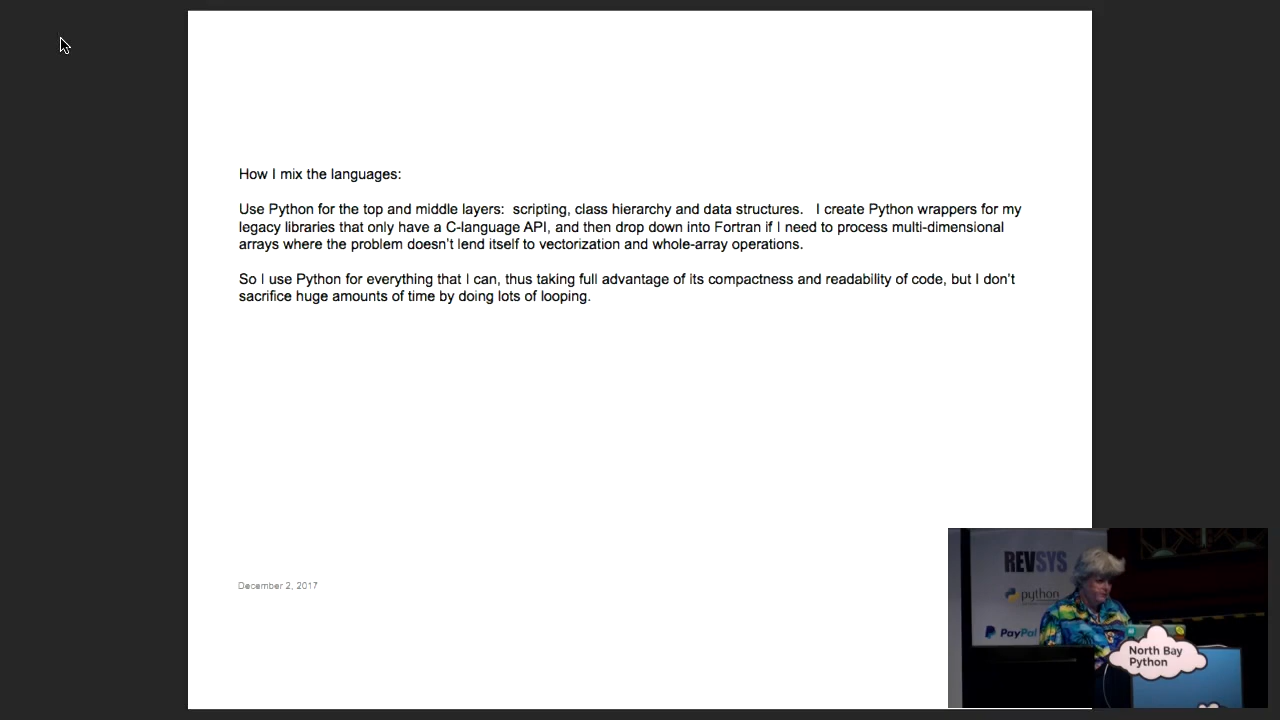 How I mix the languages:
Use Python for the top and middle layers:  scripting, class hierarchy and data structures.   I create Python wrappers for my
legacy libraries that only have a C-language API, and then drop down into Fortran if I need to process multi-dimensional
arrays where the problem doesn't lend itself to vectorization and whole-array operations.
So I use Python for everything that I can, thus taking full advantage of its compactness and readability of code, but I don't
sacrifice huge amounts of time by doing lots of looping.
December 2, 2017
REVSYS
python
PayPal
North Bay
Python